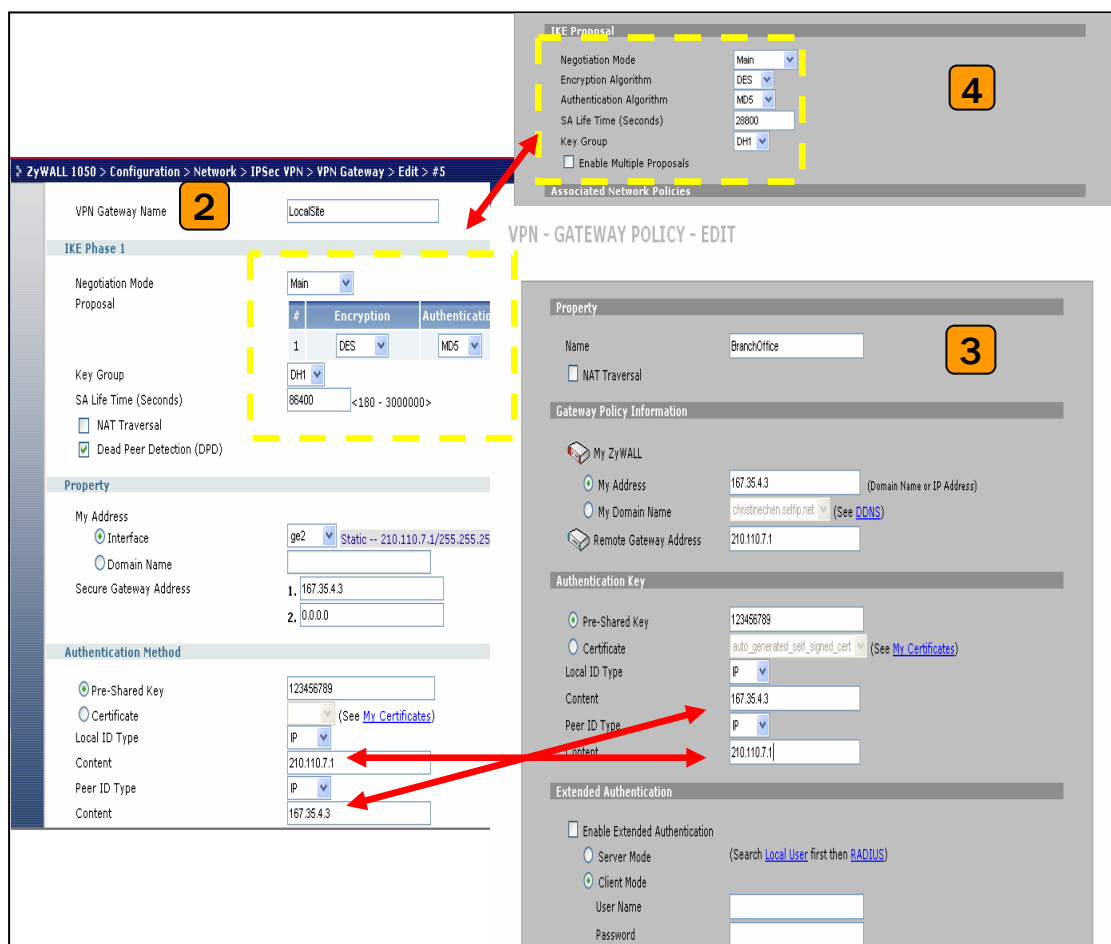 IKE Proposal
Negotiation Mode Main
Encryption Algorithm DES
Authentication Algorithm MD5
SA Life Time (Seconds) 28800
Key Group DH1
Enable Multiple Proposals
Associated Network Policies
4
ZyWALL 1050 > Configuration > Network > IPSec VPN > VPN Gateway > Edit > #5
2
VPN Gateway Name LocalSite
IKE Phase 1
Negotiation Mode Main
Proposal
# Encryption Authenticatio
1 DES MD5
Key Group DH1
SA Life Time (Seconds) 86400 <180 - 3000000>
NAT Traversal
Dead Peer Detection (DPD)
Property
My Address
Interface ge2 Static -- 210.110.7.1/255.255.25
Domain Name
Secure Gateway Address 1. 167.35.4.3
2. 0.0.0.0
Authentication Method
Pre-Shared Key 123456789
Certificate (See My Certificates)
Local ID Type IP
Content 210.110.7.1
Peer ID Type IP
Content 167.35.4.3
VPN - GATEWAY POLICY - EDIT
Property
3
Name BranchOffice
NAT Traversal
Gateway Policy Information
My ZyWALL
My Address 167.35.4.3 (Domain Name or IP Address)
My Domain Name christinechen.selfip.net (See DDNS)
Remote Gateway Address 210.110.7.1
Authentication Key
Pre-Shared Key 123456789
Certificate auto_generated_self_signed_cert (See My Certificates)
Local ID Type IP
Content 167.35.4.3
Peer ID Type IP
Content 210.110.7.1
Extended Authentication
Enable Extended Authentication
Server Mode (Search Local User first then RADIUS)
Client Mode
User Name
Password